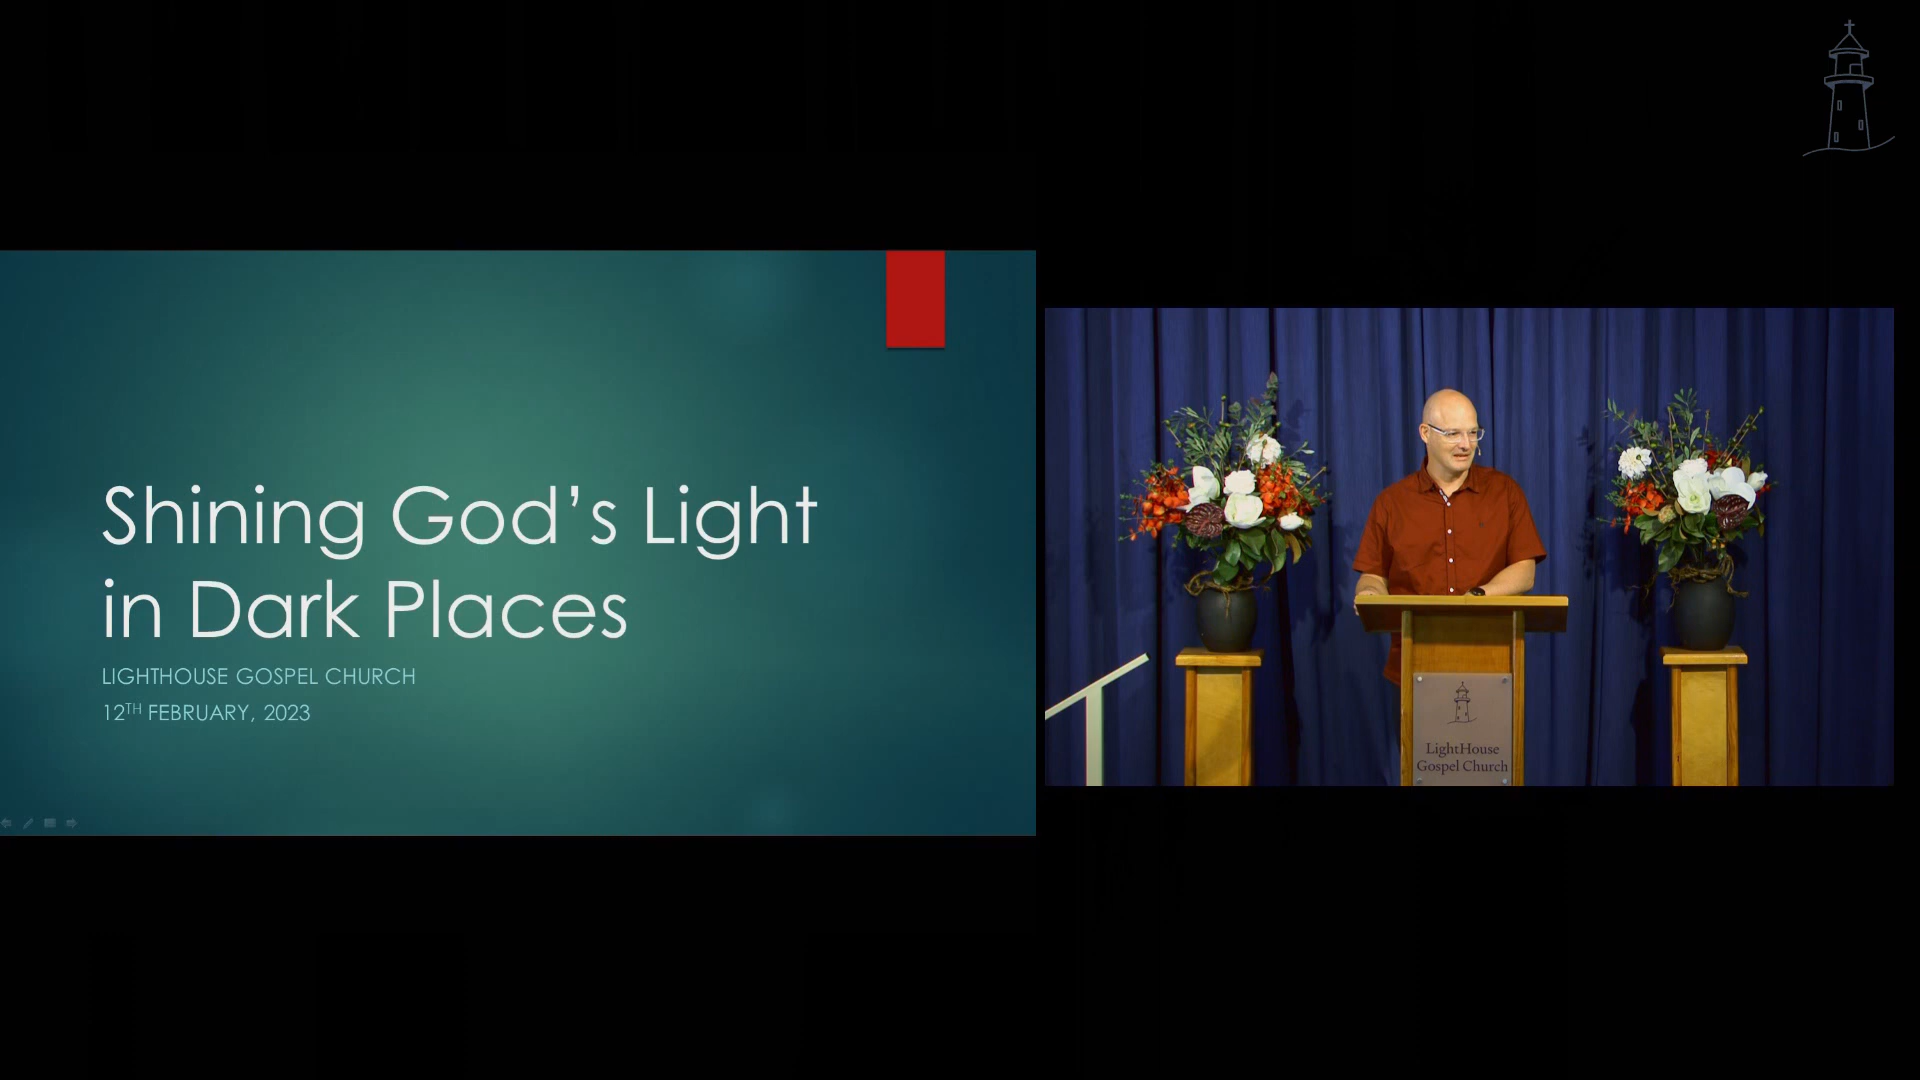 Shining God’s Light
in Dark Places
LIGHTHOUSE GOSPEL CHURCH
12TH FEBRUARY, 2023
LightHouse
Gospel Church